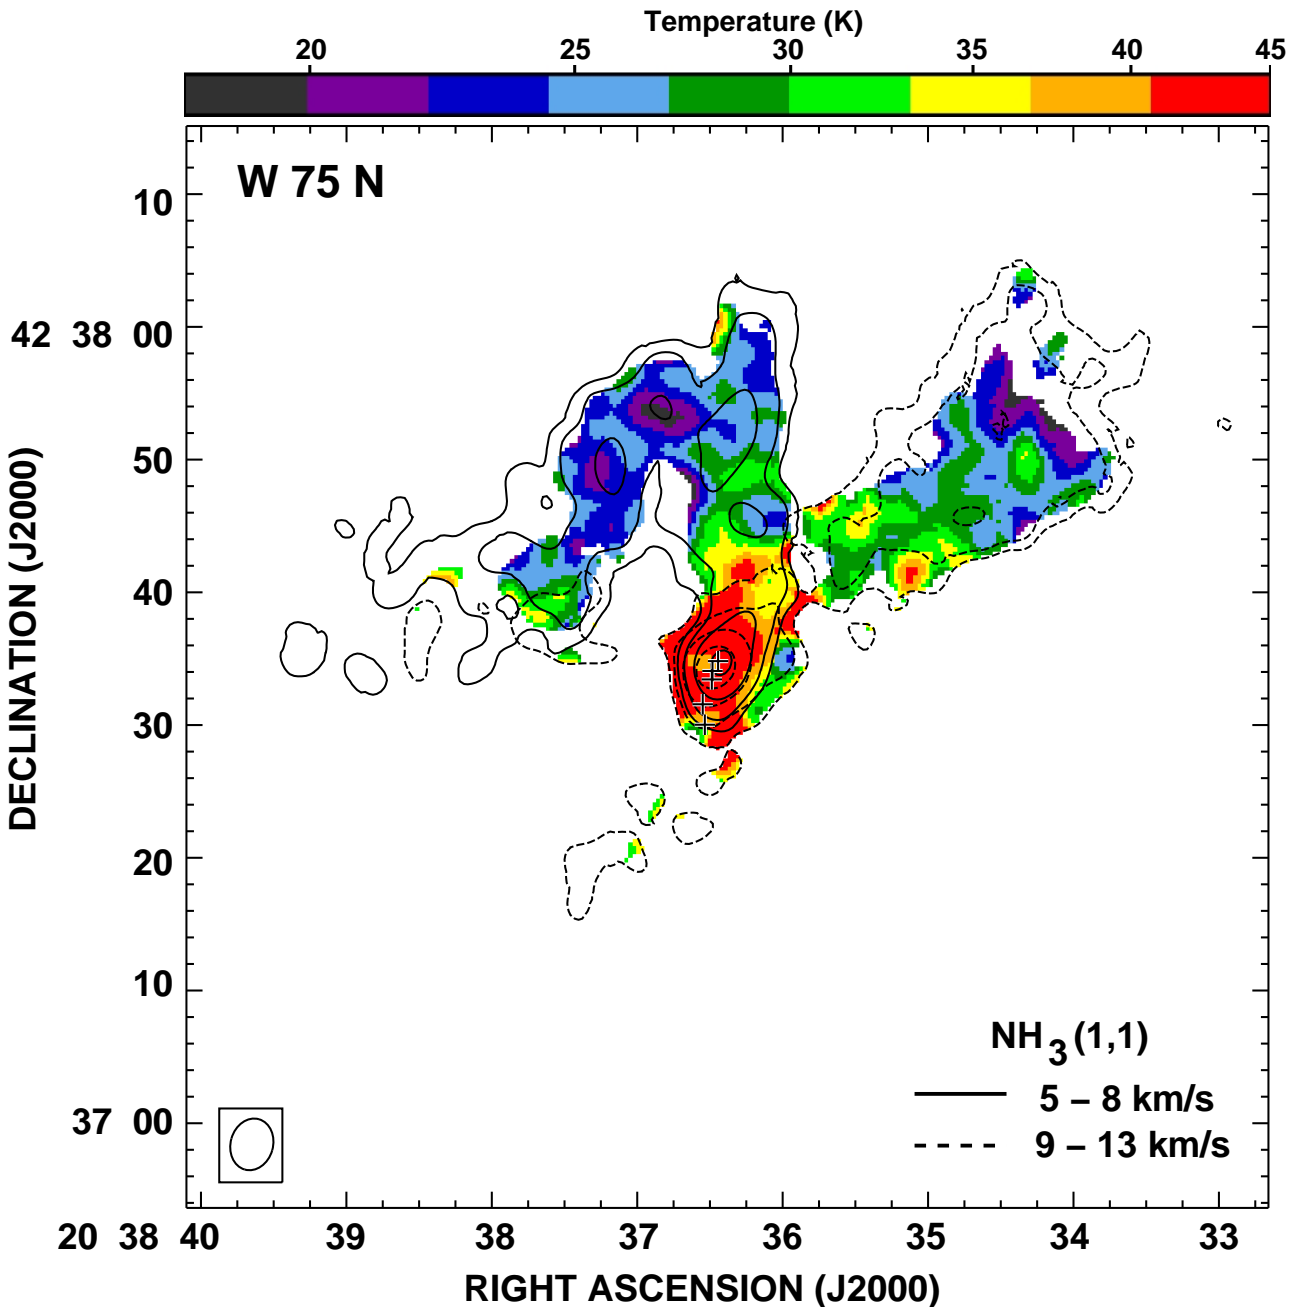 Temperature (K)
20 25 30 35 40 45
W 75 N
10
42 38 00
50
40
30
20
10
37 00
DECLINATION (J2000)
NH3 (1,1)
5 – 8 km/s
9 – 13 km/s
20 38 40 39 38 37 36 35 34 33
RIGHT ASCENSION (J2000)